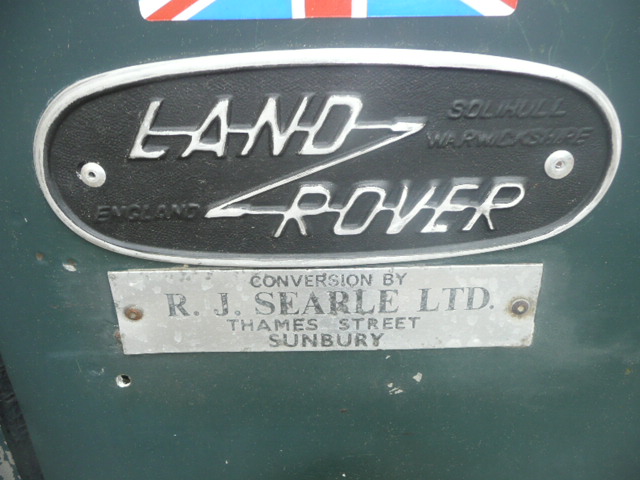 LAND
SOLIHULL
WARWICKSHIRE
ENGLAND
ROVER
CONVERSION BY
R. J. SEARLE LTD.
THAMES STREET
SUNBURY